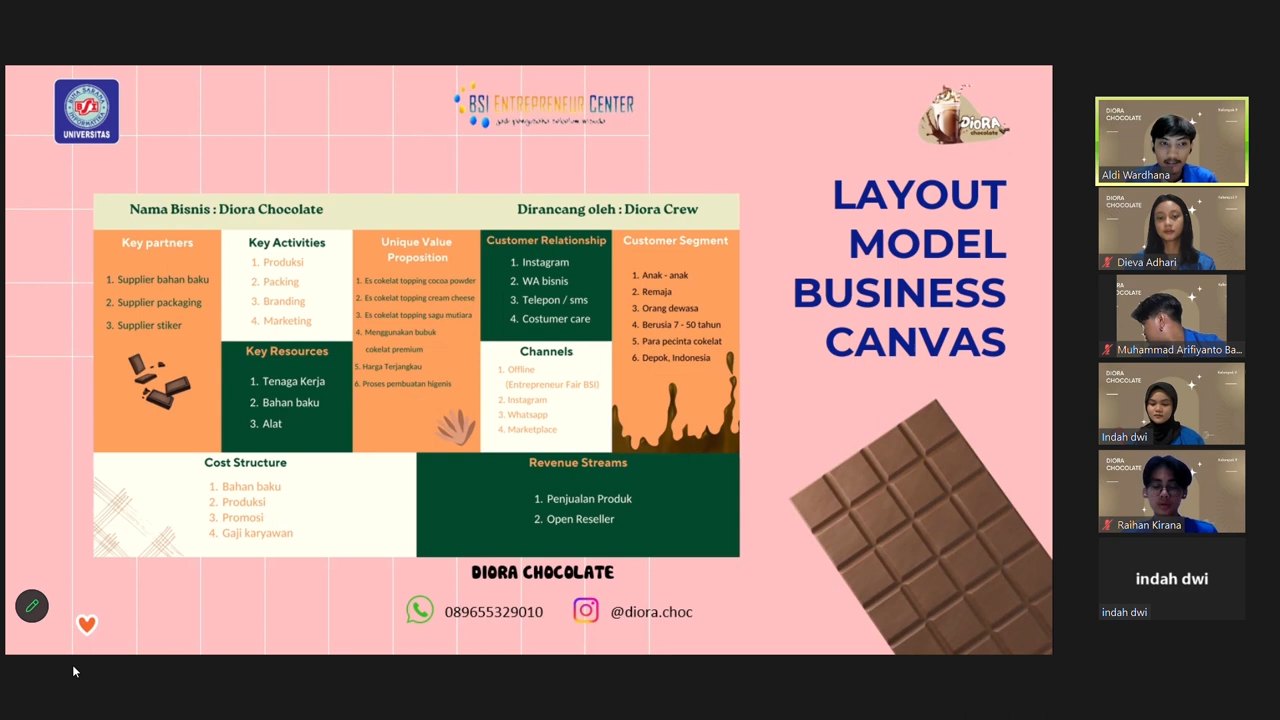 UNIVERSITAS
BSI ENTREPRENEUR CENTER
DioRA
chocolate
LAYOUT
MODEL
BUSINESS
CANVAS
Nama Bisnis : Diora Chocolate
Dirancang oleh : Diora Crew
Key partners
1. Supplier bahan baku
2. Supplier packaging
3. Supplier stiker
Key Activities
1. Produksi
2. Packing
3. Branding
4. Marketing
Key Resources
1. Tenaga Kerja
2. Bahan baku
3. Alat
Unique Value
Proposition
1. Es cokelat topping cocoa powder
2. Es cokelat topping cream cheese
3. Es cokelat topping sagu mutiara
4. Menggunakan bubuk
cokelat premium
5. Harga Terjangkau
6. Proses pembuatan higenis
Customer Relationship
1. Instagram
2. WA bisnis
3. Telepon / sms
4. Costumer care
Channels
1. Offline
(Entrepreneur Fair BSI)
2. Instagram
3. Whatsapp
4. Marketplace
Customer Segment
1. Anak - anak
2. Remaja
3. Orang dewasa
4. Berusia 7 - 50 tahun
5. Para pecinta cokelat
6. Depok, Indonesia
Cost Structure
1. Bahan baku
2. Produksi
3. Promosi
4. Gaji karyawan
Revenue Streams
1. Penjualan Produk
2. Open Reseller
DIORA CHOCOLATE
089655329010
@diora.choc
DIORA
CHOCOLATE
Aldi Wardhana
DIORA
CHOCOLATE
Dieva Adhari
Muhammad Arifiyanto Ba...
DIORA
CHOCOLATE
Indah dwi
DIORA
CHOCOLATE
Raihan Kirana
indah dwi
indah dwi